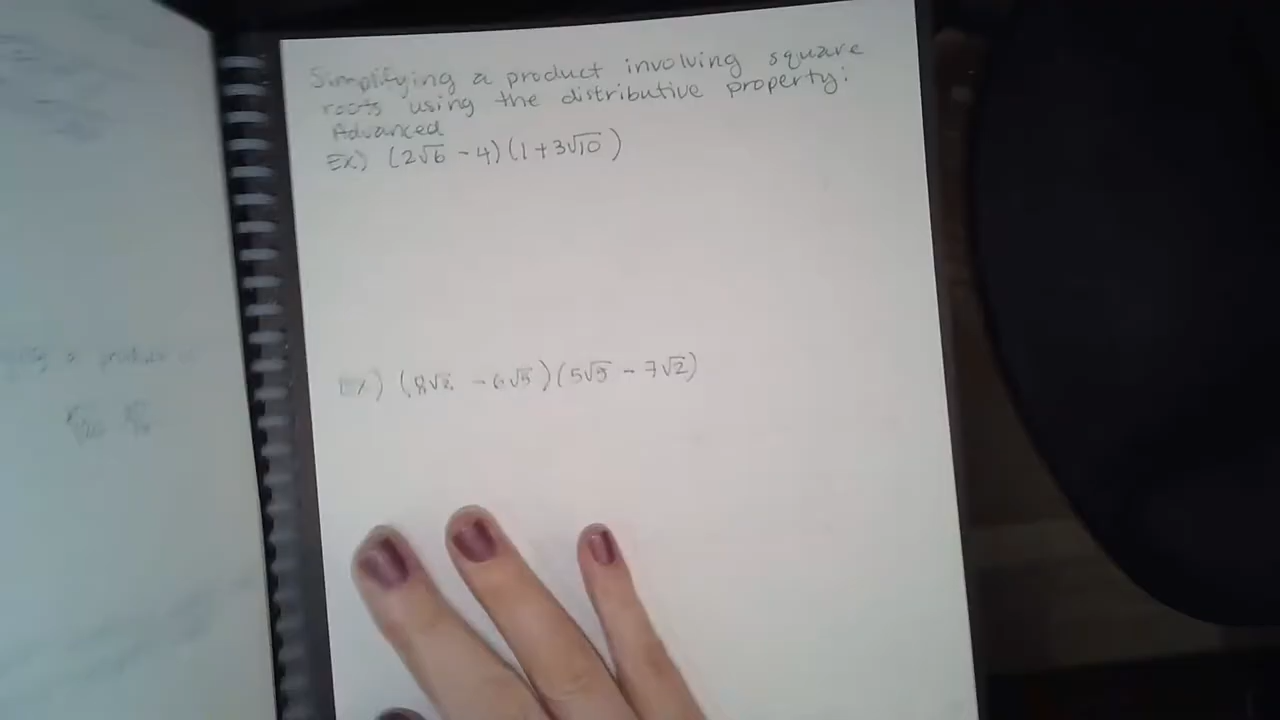 Simplifying a product involving square
roots using the distributive property:
Advanced
Ex) (2√6 - 4)(1 + 3√10)
Ex) (8√2 - 6√5)(5√5 - 7√2)